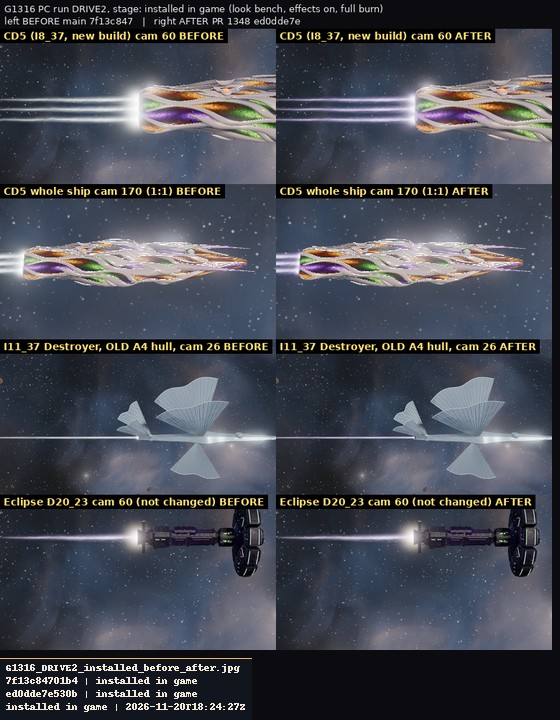 G1316 PC run DRIVE2, stage: installed in game (look bench, effects on, full burn)
left BEFORE main 7f13c847 | right AFTER PR 1348 ed0dde7e
CD5 (I8_37, new build) cam 60 BEFORE
CD5 (I8_37, new build) cam 60 AFTER
CD5 whole ship cam 170 (1:1) BEFORE
CD5 whole ship cam 170 (1:1) AFTER
I11_37 Destroyer, OLD A4 hull, cam 26 BEFORE
I11_37 Destroyer, OLD A4 hull, cam 26 AFTER
Eclipse D20_23 cam 60 (not changed) BEFORE
Eclipse D20_23 cam 60 (not changed) AFTER
G1316_DRIVE2_installed_before_after.jpg
7f13c84701b4 | installed in game
ed0dde7e530b | installed in game
installed in game | 2026-11-20T18:24:27Z